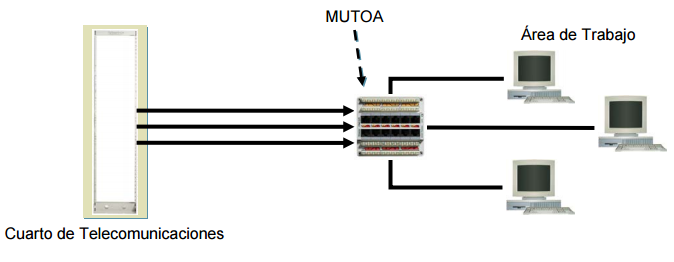 MUTOA
Área de Trabajo
Cuarto de Telecomunicaciones